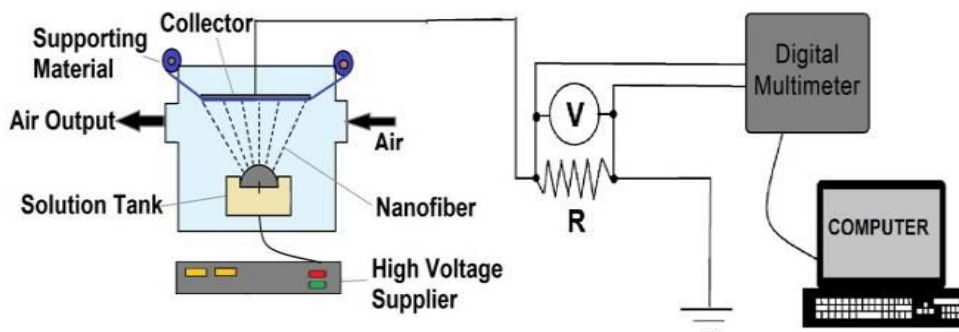 Collector
Supporting
Material
Air Output
Air
Solution Tank
Nanofiber
High Voltage
Supplier
V
R
Digital
Multimeter
COMPUTER